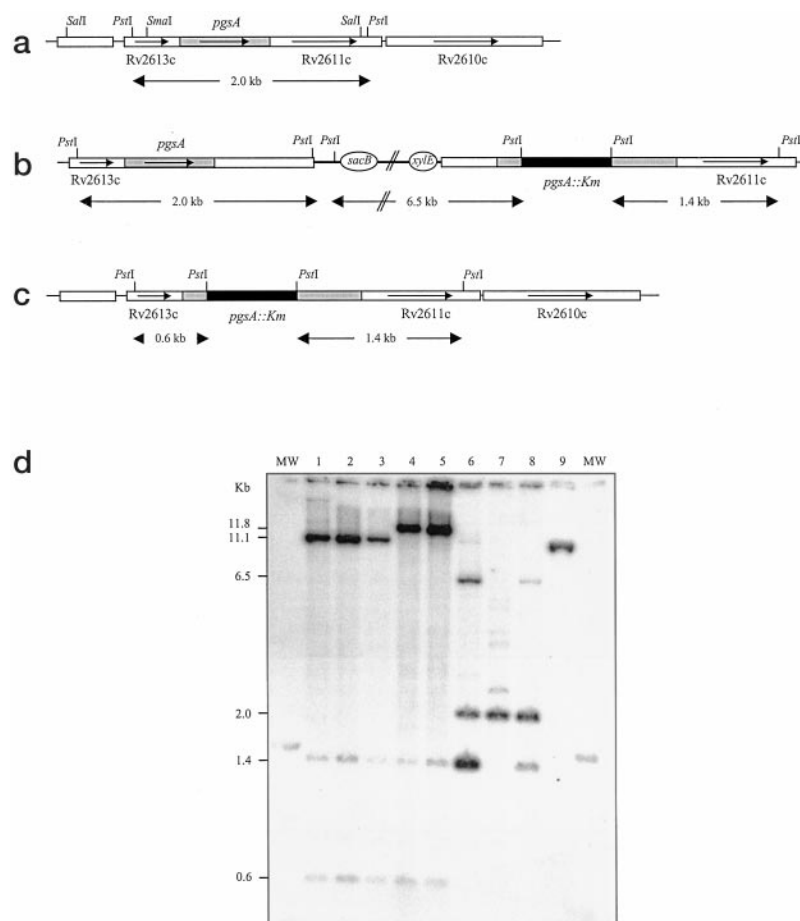 a
SalI PstI SmaI pgsA SalI PstI
Rv2613c Rv2611c Rv2610c
2.0 kb
b
PstI pgsA PstI PstI sacB // xylE PstI PstI PstI
Rv2613c pgsA::Km Rv2611c
2.0 kb // 6.5 kb 1.4 kb
c
PstI PstI PstI PstI
Rv2613c pgsA::Km Rv2611c Rv2610c
0.6 kb 1.4 kb
d
MW 1 2 3 4 5 6 7 8 9 MW
Kb
11.8
11.1
6.5
2.0
1.4
0.6